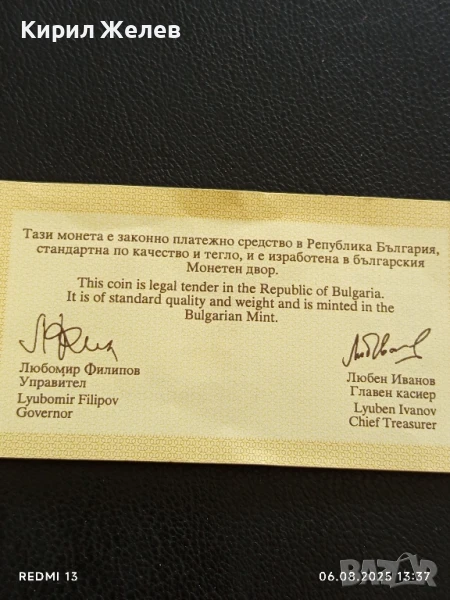 Кирил Желев
Тази монета е законно платежно средство в Република България,
стандартна по качество и тегло, и е изработена в българския
Монетен двор.
This coin is legal tender in the Republic of Bulgaria.
It is of standard quality and weight and is minted in the
Bulgarian Mint.
Любомир Филипов
Управител
Lyubomir Filipov
Governor
Любен Иванов
Главен касиер
Lyuben Ivanov
Chief Treasurer
REDMI 13
06.08.2025 13:37
BAZAR